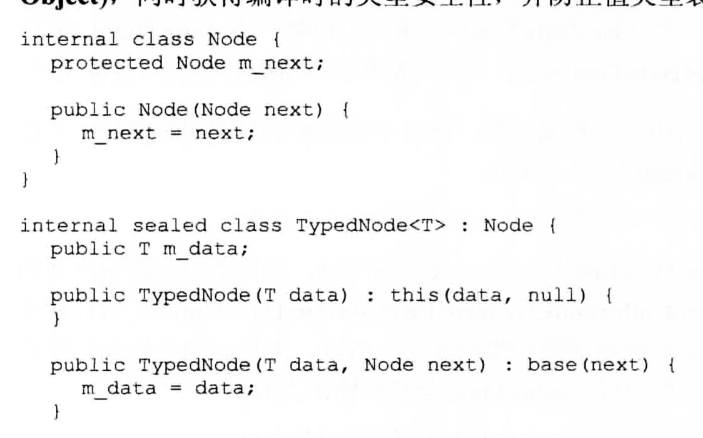 Object)，同时获得编译时的类型安全性，并防止值类型装
internal class Node {
protected Node m_next;
public Node(Node next) {
m_next = next;
}
}
internal sealed class TypedNode<T> : Node {
public T m_data;
public TypedNode(T data) : this(data, null) {
}
public TypedNode(T data, Node next) : base(next) {
m_data = data;
}